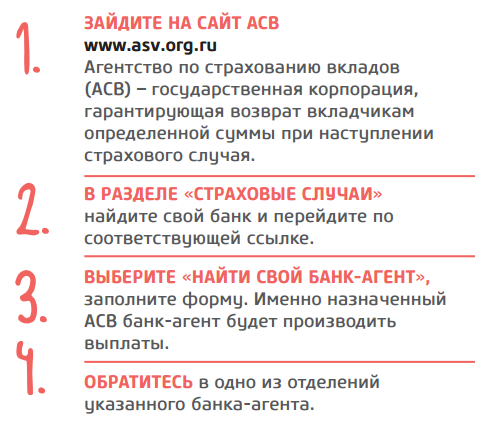 1.
ЗАЙДИТЕ НА САЙТ АСВ
www.asv.org.ru
Агентство по страхованию вкладов
(АСВ) – государственная корпорация,
гарантирующая возврат вкладчикам
определенной суммы при наступлении
страхового случая.
2.
В РАЗДЕЛЕ «СТРАХОВЫЕ СЛУЧАИ»
найдите свой банк и перейдите по
соответствующей ссылке.
3.
ВЫБЕРИТЕ «НАЙТИ СВОЙ БАНК-АГЕНТ»,
заполните форму. Именно назначенный
АСВ банк-агент будет производить
выплаты.
4.
ОБРАТИТЕСЬ в одно из отделений
указанного банка-агента.